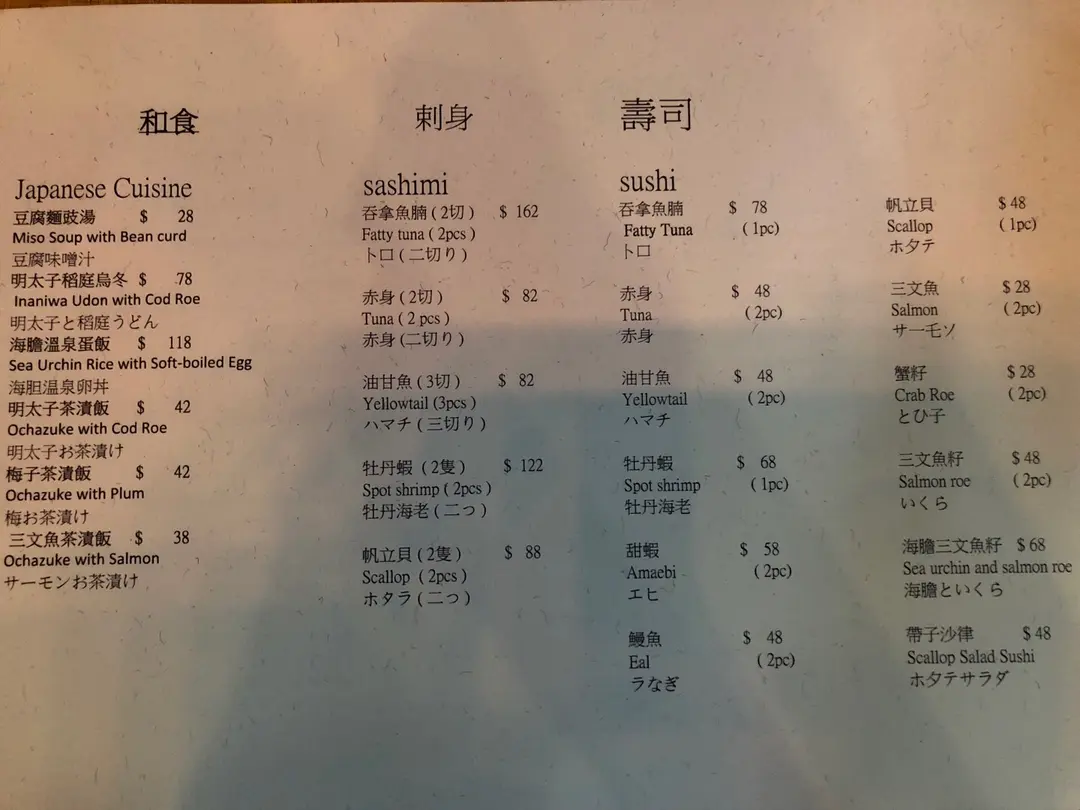 和食
Japanese Cuisine
豆腐麵豉湯 $ 28
Miso Soup with Bean curd
豆腐味噌汁
明太子稻庭烏冬 $ 78
Inaniwa Udon with Cod Roe
明太子と稻庭うどん
海膽溫泉蛋飯 $ 118
Sea Urchin Rice with Soft-boiled Egg
海胆温泉卵丼
明太子茶漬飯 $ 42
Ochazuke with Cod Roe
明太子お茶漬け
梅子茶漬飯 $ 42
Ochazuke with Plum
梅お茶漬け
三文魚茶漬飯 $ 38
Ochazuke with Salmon
サーモンお茶漬け
刺身
sashimi
吞拿魚腩 ( 2切 ) $ 162
Fatty tuna ( 2pcs )
トロ ( 二切り )
赤身 ( 2切 ) $ 82
Tuna ( 2 pcs )
赤身 (二切り )
油甘魚 ( 3切 ) $ 82
Yellowtail (3pcs )
ハマチ ( 三切り )
牡丹蝦 ( 2隻 ) $ 122
Spot shrimp ( 2pcs )
牡丹海老 ( 二つ )
帆立貝 ( 2隻 ) $ 88
Scallop ( 2pcs )
ホタラ ( 二つ )
壽司
sushi
吞拿魚腩 $ 78
Fatty Tuna ( 1pc)
トロ
赤身 $ 48
Tuna ( 2pc)
赤身
油甘魚 $ 48
Yellowtail ( 2pc)
ハマチ
牡丹蝦 $ 68
Spot shrimp ( 1pc)
牡丹海老
甜蝦 $ 58
Amaebi ( 2pc)
エヒ
鰻魚 $ 48
Eal ( 2pc)
ラなぎ
帆立貝 $ 48
Scallop ( 1pc)
ホタテ
三文魚 $ 28
Salmon ( 2pc)
サーモソ
蟹籽 $ 28
Crab Roe ( 2pc)
とひ子
三文魚籽 $ 48
Salmon roe ( 2pc)
いくら
海膽三文魚籽 $ 68
Sea urchin and salmon roe
海膽といくら
帶子沙律 $ 48
Scallop Salad Sushi
ホタテサラダ